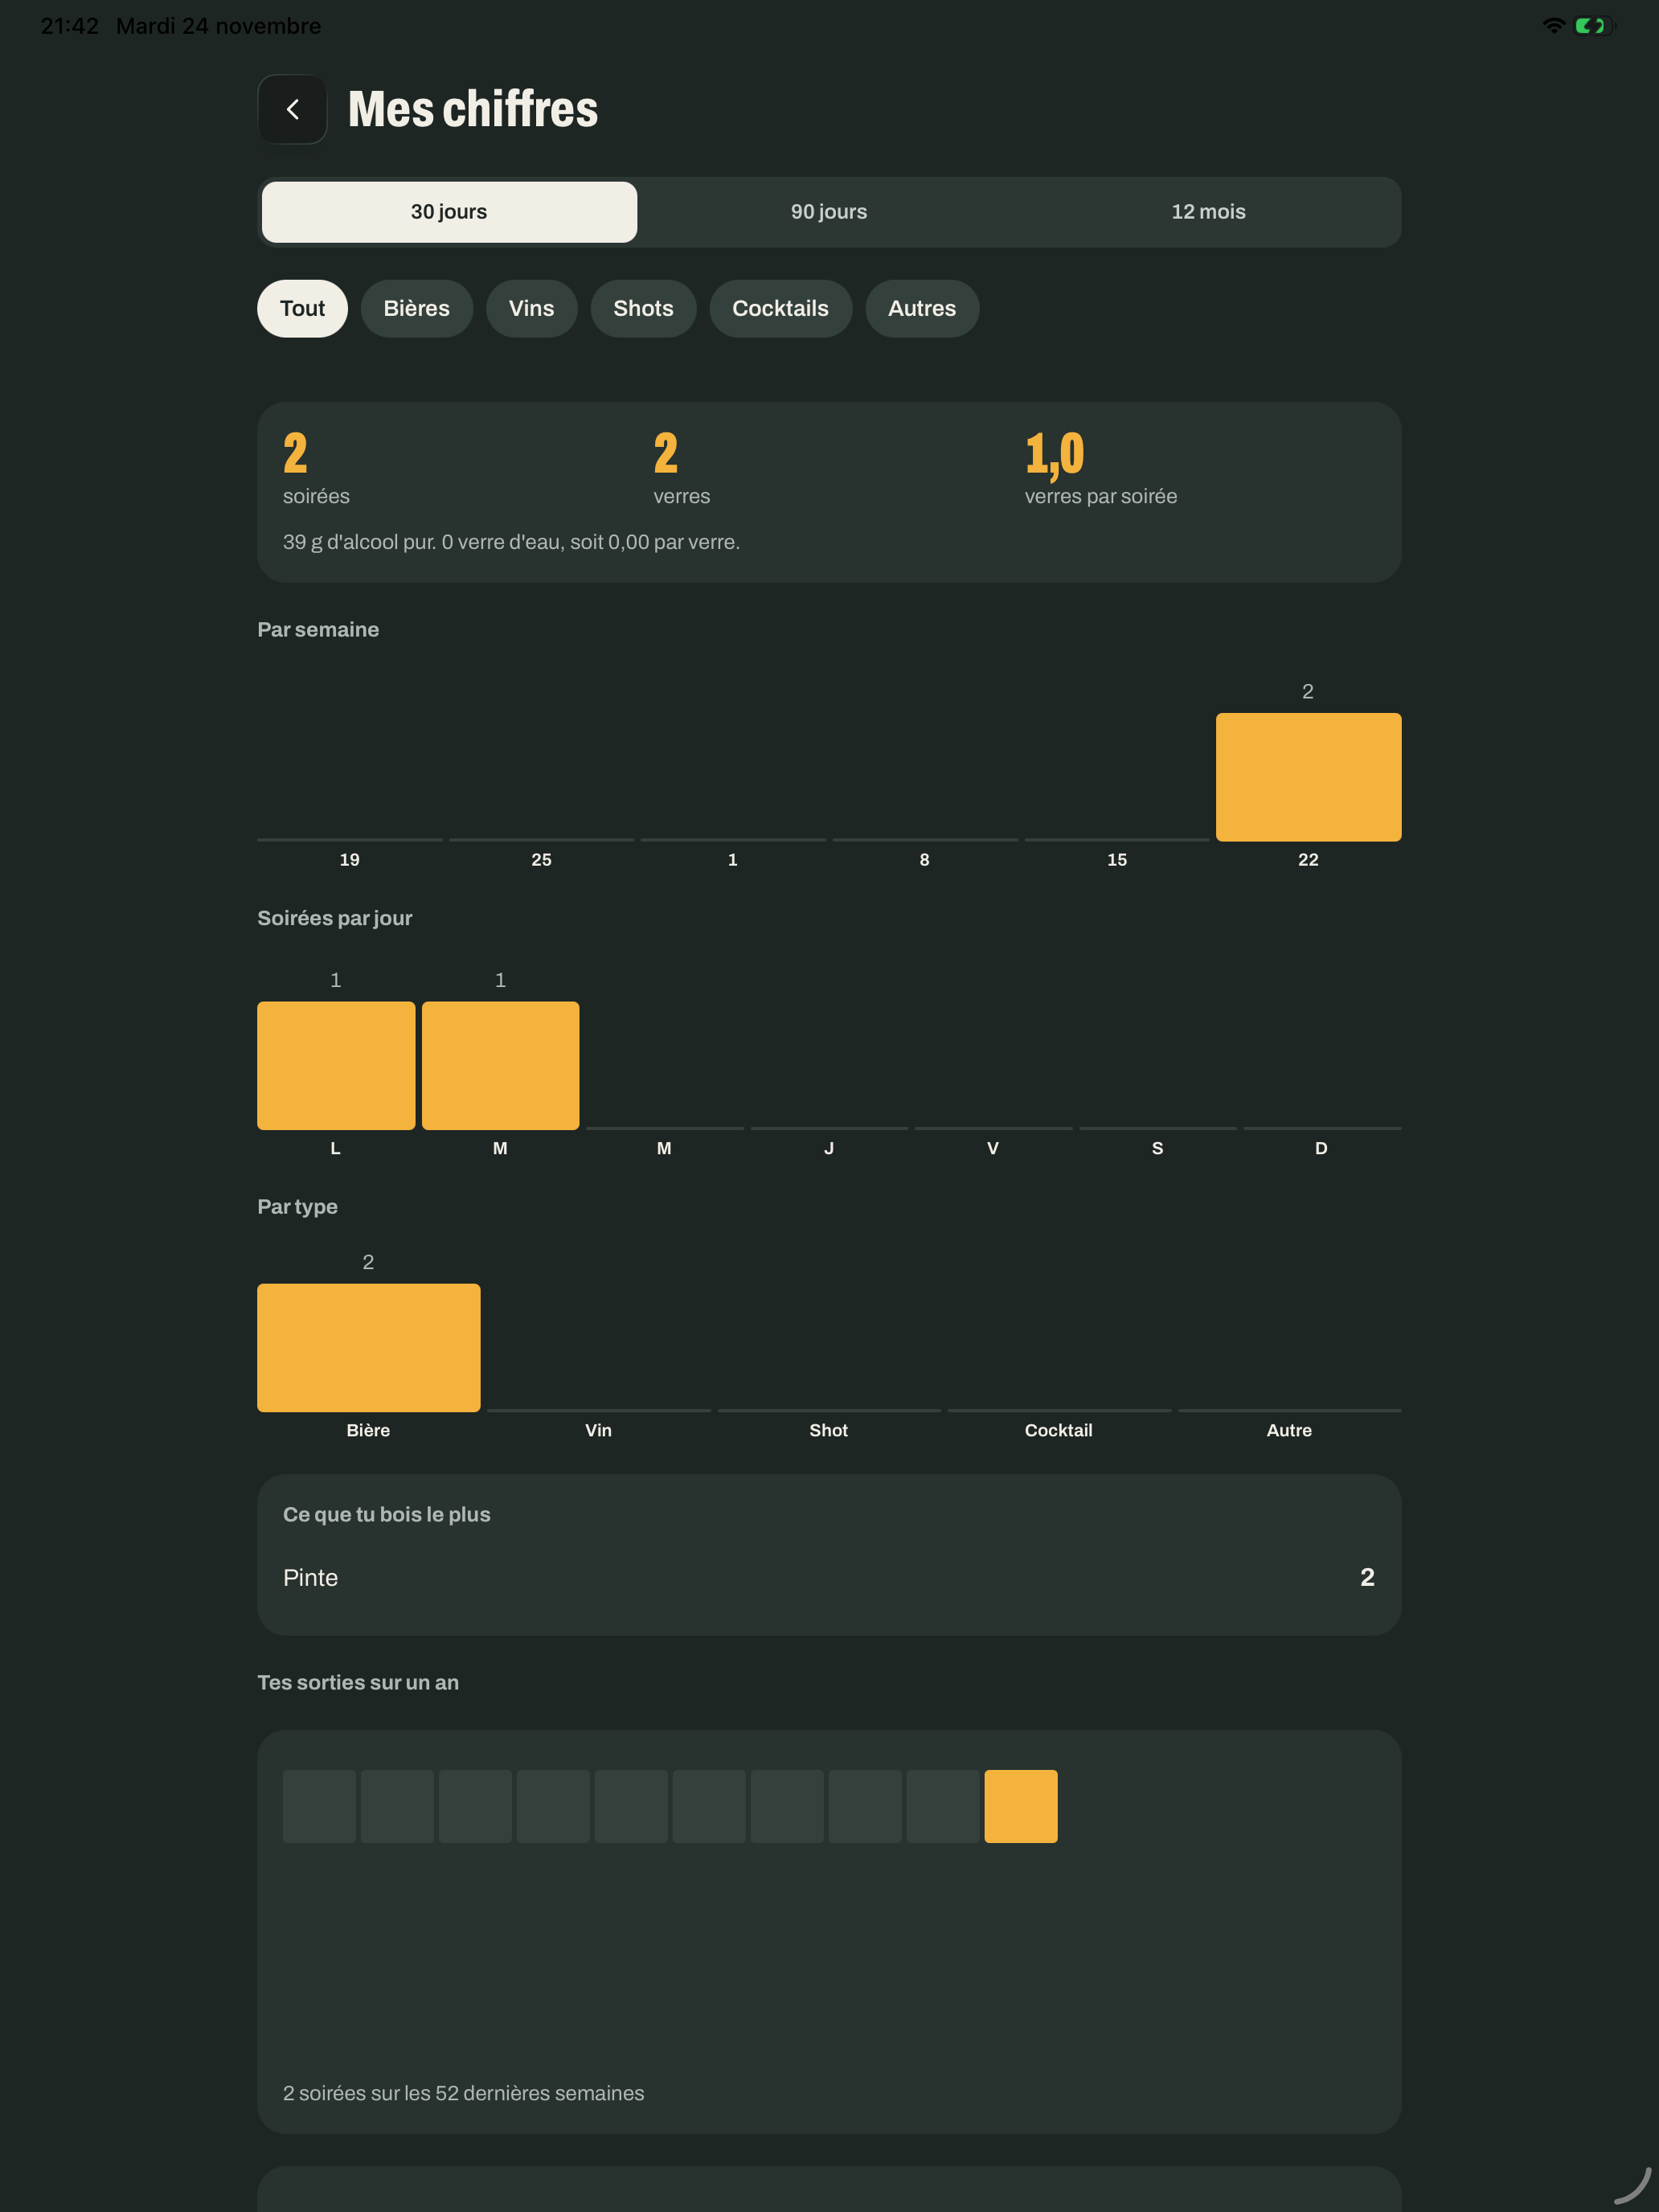 21:42 Mardi 24 novembre
Mes chiffres
30 jours 90 jours 12 mois
Tout Bières Vins Shots Cocktails Autres
2 2 1,0
soirées verres verres par soirée
39 g d'alcool pur. 0 verre d'eau, soit 0,00 par verre.
Par semaine
2
19 25 1 8 15 22
Soirées par jour
1 1
L M M J V S D
Par type
2
Bière Vin Shot Cocktail Autre
Ce que tu bois le plus
Pinte 2
Tes sorties sur un an
2 soirées sur les 52 dernières semaines